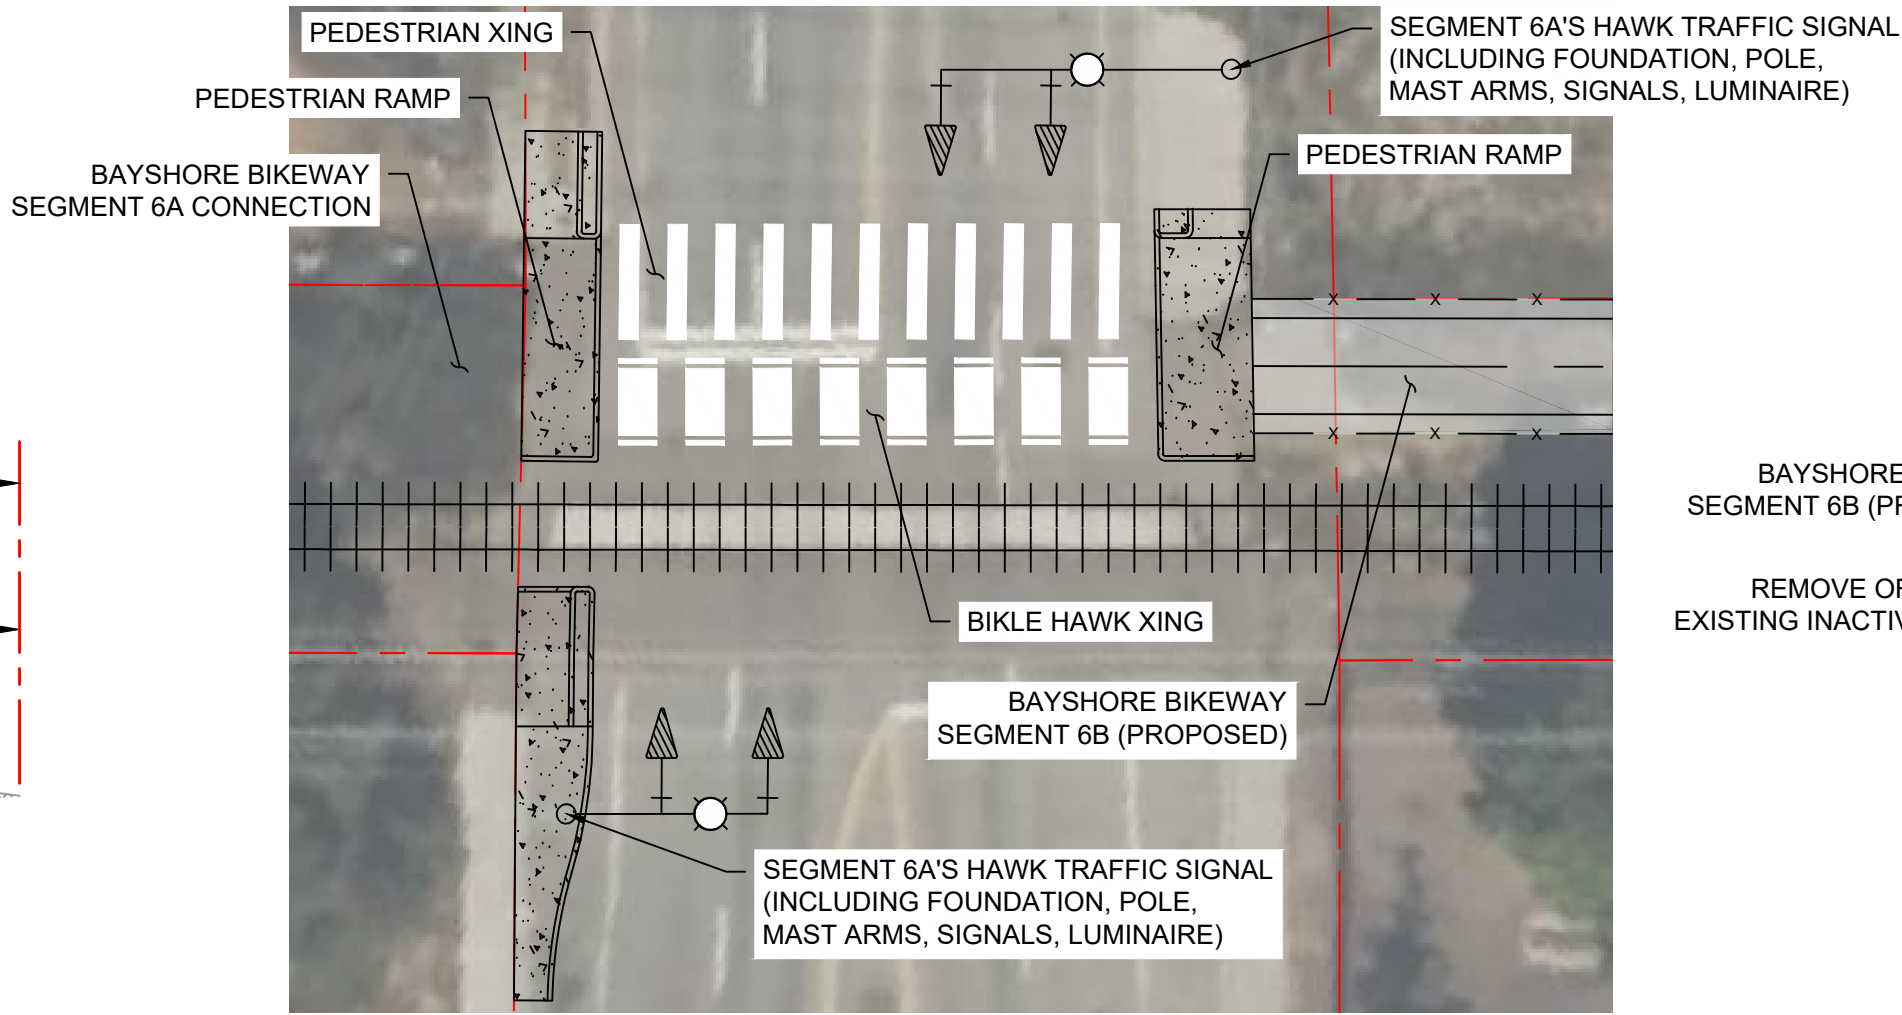 PEDESTRIAN XING
SEGMENT 6A'S HAWK TRAFFIC SIGNAL
(INCLUDING FOUNDATION, POLE,
MAST ARMS, SIGNALS, LUMINAIRE)
PEDESTRIAN RAMP
PEDESTRIAN RAMP
BAYSHORE BIKEWAY
SEGMENT 6A CONNECTION
X X X
X X X
BAYSHORE
SEGMENT 6B (PR
REMOVE OR
EXISTING INACTIV
BIKLE HAWK XING
BAYSHORE BIKEWAY
SEGMENT 6B (PROPOSED)
SEGMENT 6A'S HAWK TRAFFIC SIGNAL
(INCLUDING FOUNDATION, POLE,
MAST ARMS, SIGNALS, LUMINAIRE)